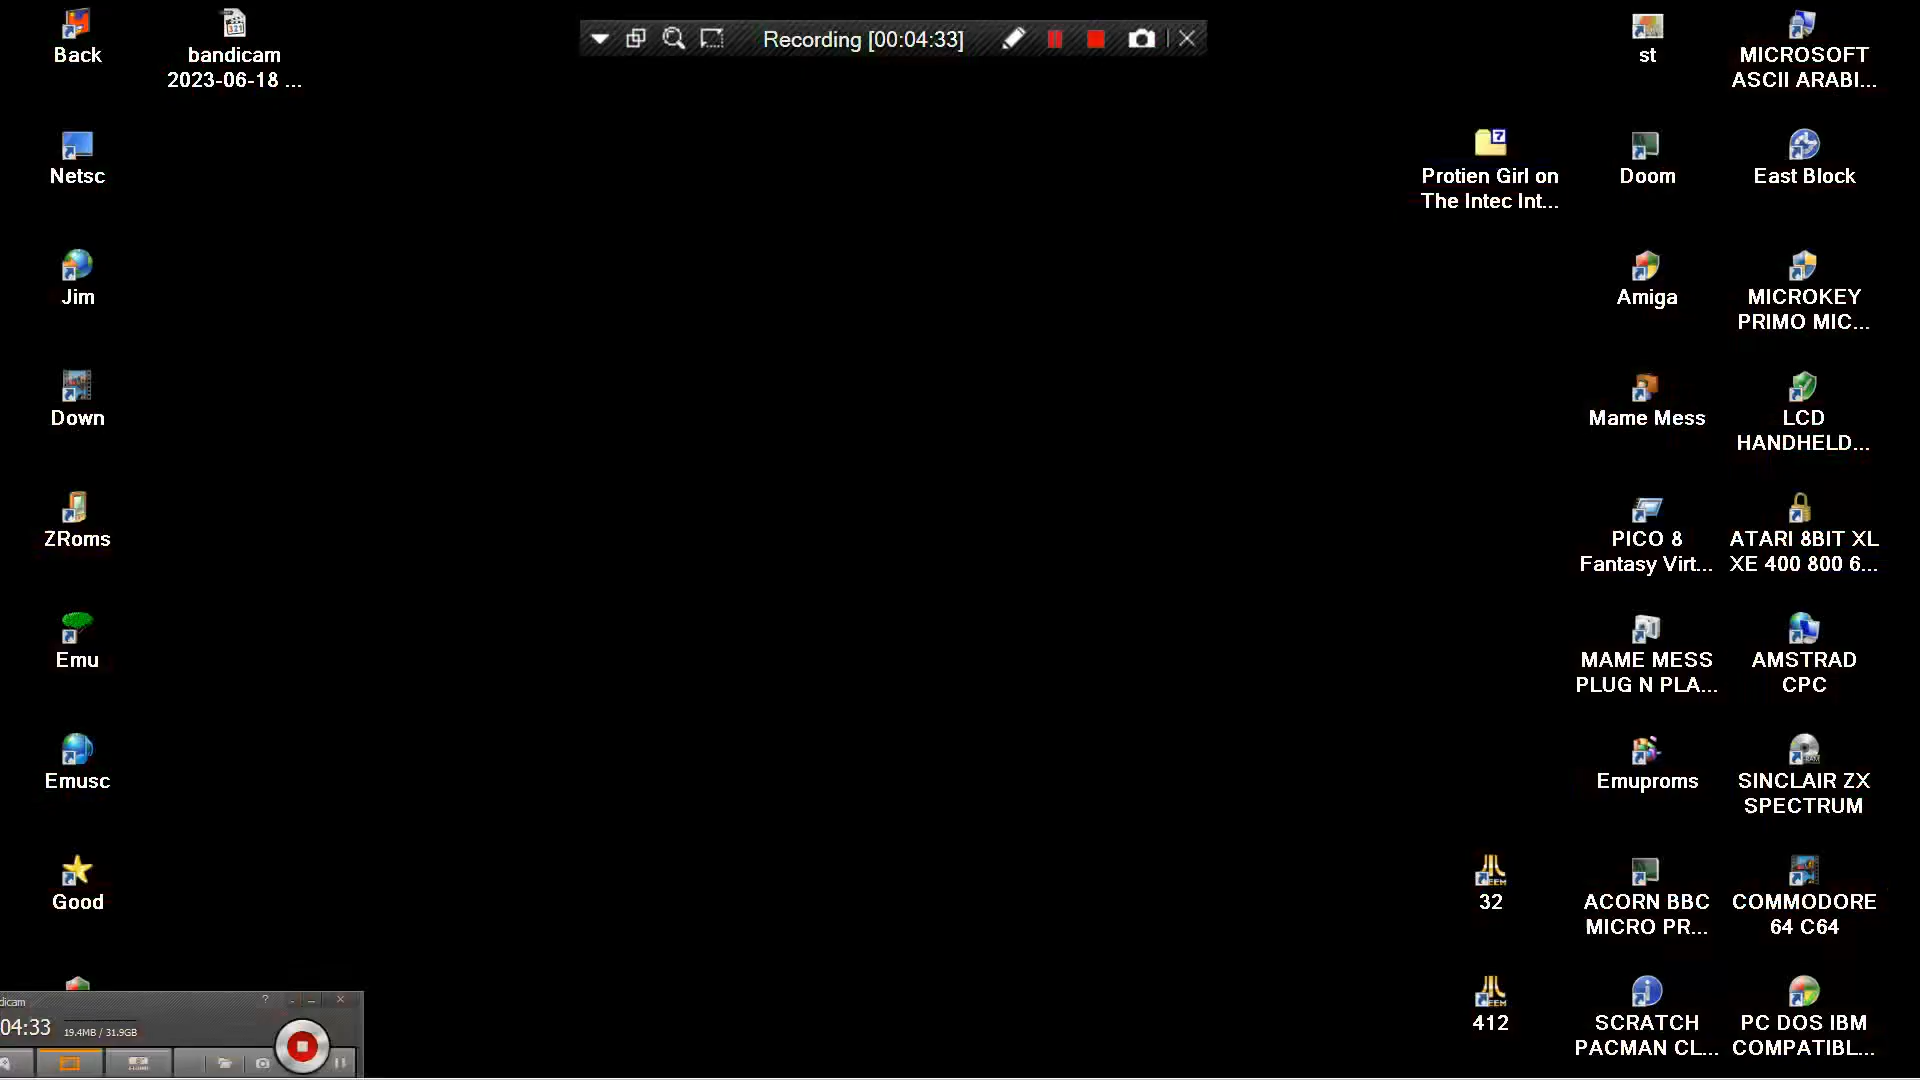 Back
bandicam
2023-06-18 ...
Recording [00:04:33]
st
MICROSOFT
ASCII ARABI...
Netsc
Protien Girl on
The Intec Int...
Doom
East Block
Jim
Amiga
MICROKEY
PRIMO MIC...
Down
Mame Mess
LCD
HANDHELD...
ZRoms
PICO 8
Fantasy Virt...
ATARI 8BIT XL
XE 400 800 6...
Emu
MAME MESS
PLUG N PLA...
AMSTRAD
CPC
Emusc
Emuproms
SINCLAIR ZX
SPECTRUM
Good
32
ACORN BBC
MICRO PR...
COMMODORE
64 C64
412
SCRATCH
PACMAN CL...
PC DOS IBM
COMPATIBL...
dicam
04:33
19.4MB / 31.9GB